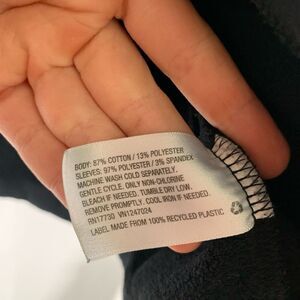 BODY: 87% COTTON / 13% POLYESTER
SLEEVES: 97% POLYESTER / 3% SPANDEX
MACHINE WASH COLD SEPARATELY.
GENTLE CYCLE. ONLY NON-CHLORINE
BLEACH IF NEEDED. TUMBLE DRY LOW.
REMOVE PROMPTLY. COOL IRON IF NEEDED.
RN17730 VN1247024
LABEL MADE FROM 100% RECYCLED PLASTIC